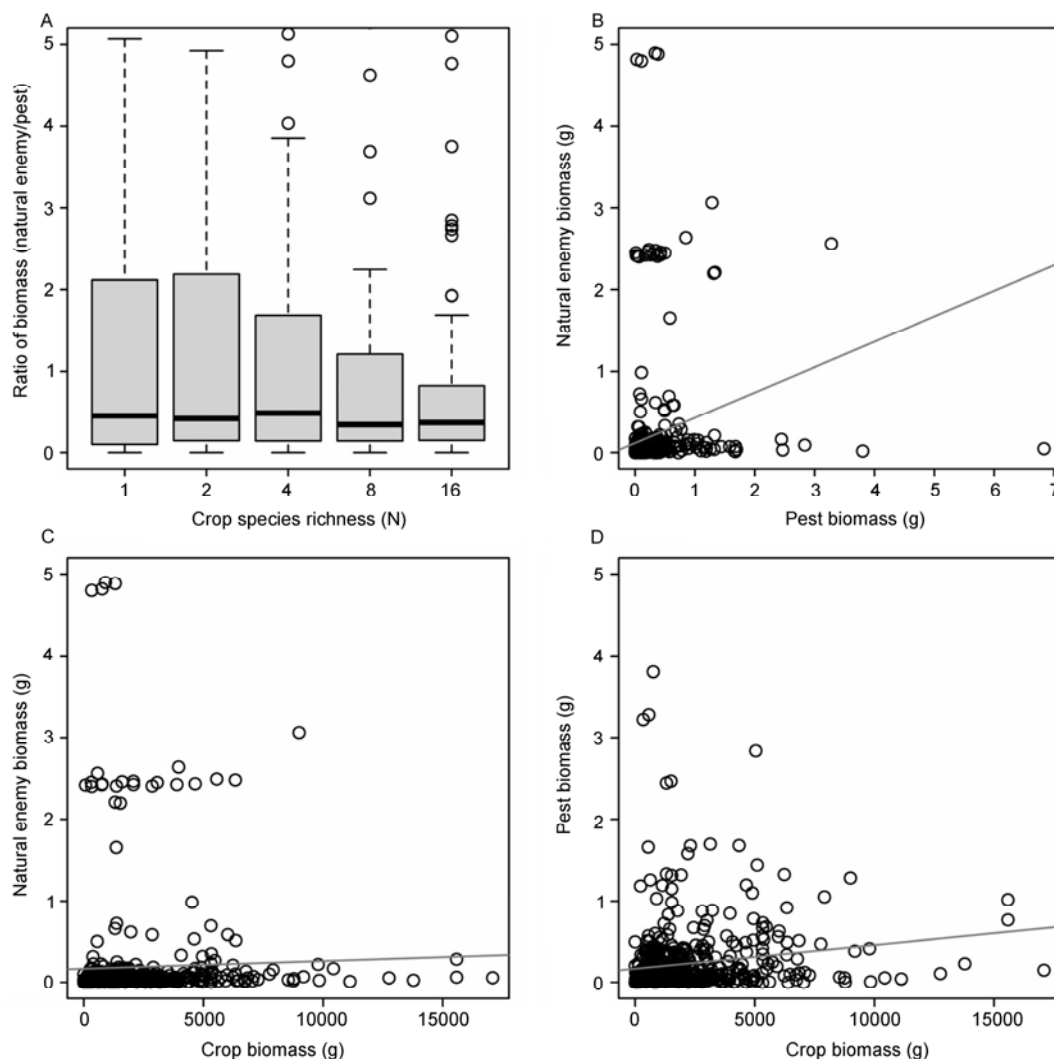 A
Ratio of biomass (natural enemy/pest)
5
4
3
2
1
0
1 2 4 8 16
Crop species richness (N)
B
Natural enemy biomass (g)
5
4
3
2
1
0
0 1 2 3 4 5 6 7
Pest biomass (g)
C
Natural enemy biomass (g)
5
4
3
2
1
0
0 5000 10000 15000
Crop biomass (g)
D
Pest biomass (g)
5
4
3
2
1
0
0 5000 10000 15000
Crop biomass (g)